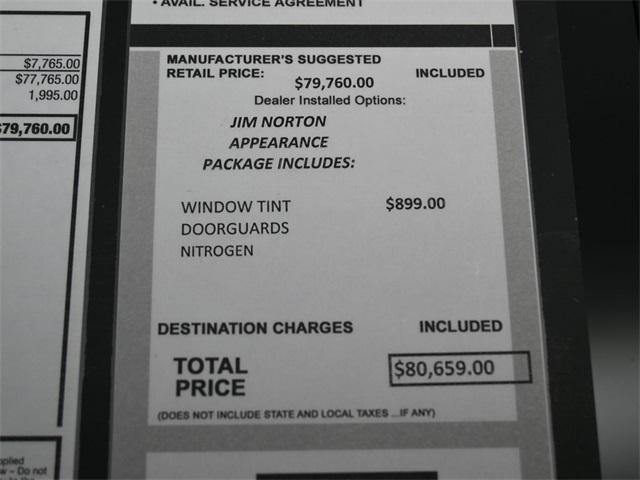 • AVAIL. SERVICE AGREEMENT
$7,765.00
$77,765.00
1,995.00
$79,760.00
MANUFACTURER'S SUGGESTED
RETAIL PRICE: $79,760.00 INCLUDED
Dealer Installed Options:
JIM NORTON
APPEARANCE
PACKAGE INCLUDES:
WINDOW TINT $899.00
DOORGUARDS
NITROGEN
DESTINATION CHARGES INCLUDED
TOTAL
PRICE $80,659.00
(DOES NOT INCLUDE STATE AND LOCAL TAXES ...IF ANY)
w – Do not